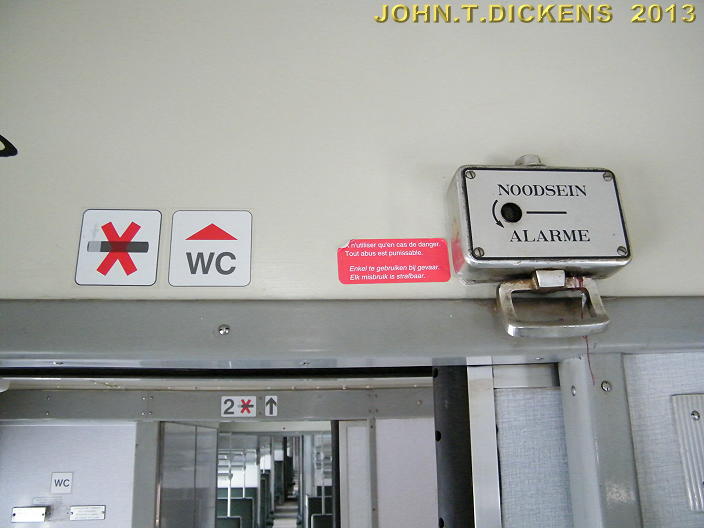 JOHN.T.DICKENS 2013
NOODSEIN
ALARME
WC
n'utiliser qu'en cas de danger.
Tout abus est punissable.
Enkel te gebruiken bij gevaar.
Elk misbruik is strafbaar.
2
WC